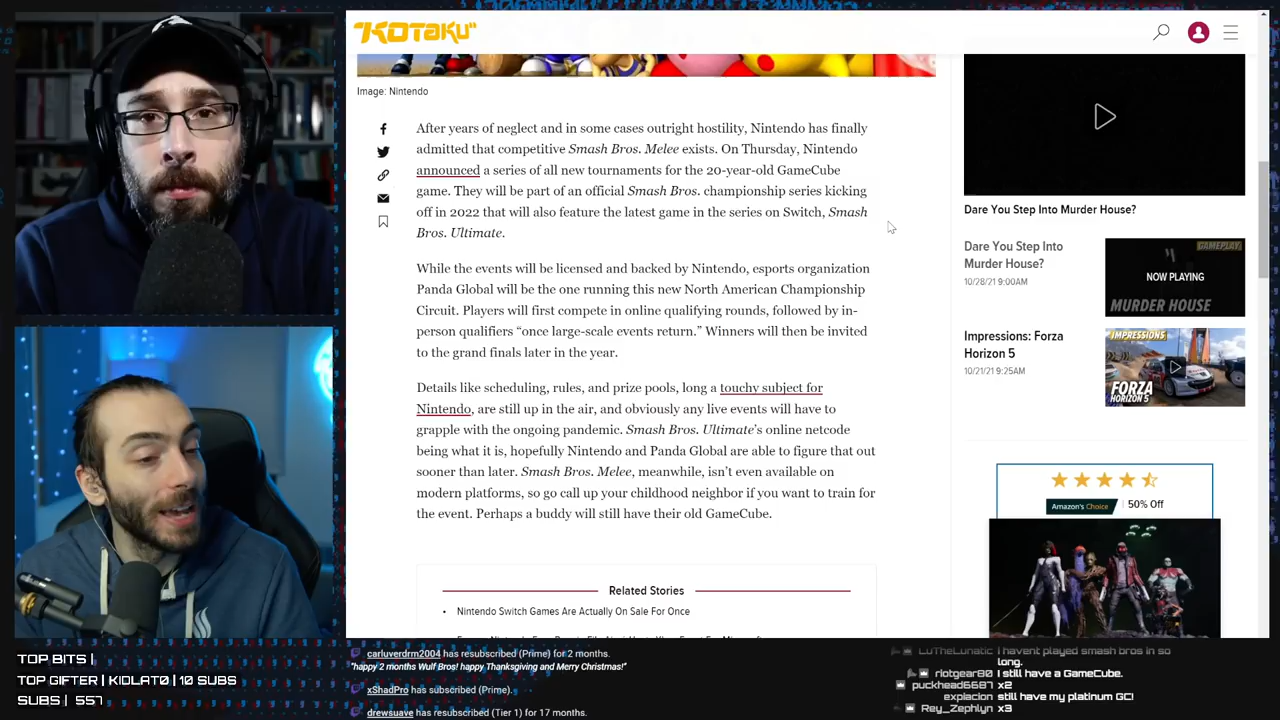 KOTAKU
Image: Nintendo
After years of neglect and in some cases outright hostility, Nintendo has finally
admitted that competitive Smash Bros. Melee exists. On Thursday, Nintendo
announced a series of all new tournaments for the 20-year-old GameCube
game. They will be part of an official Smash Bros. championship series kicking
off in 2022 that will also feature the latest game in the series on Switch, Smash
Bros. Ultimate.
While the events will be licensed and backed by Nintendo, esports organization
Panda Global will be the one running this new North American Championship
Circuit. Players will first compete in online qualifying rounds, followed by in-
person qualifiers “once large-scale events return.” Winners will then be invited
to the grand finals later in the year.
Details like scheduling, rules, and prize pools, long a touchy subject for
Nintendo, are still up in the air, and obviously any live events will have to
grapple with the ongoing pandemic. Smash Bros. Ultimate’s online netcode
being what it is, hopefully Nintendo and Panda Global are able to figure that out
sooner than later. Smash Bros. Melee, meanwhile, isn’t even available on
modern platforms, so go call up your childhood neighbor if you want to train for
the event. Perhaps a buddy will still have their old GameCube.
Related Stories
• Nintendo Switch Games Are Actually On Sale For Once
Dare You Step Into Murder House?
Dare You Step Into
Murder House?
10/28/21 9:00AM
GAMEPLAY
NOW PLAYING
MURDER HOUSE
Impressions: Forza
Horizon 5
10/21/21 9:25AM
IMPRESSIONS
FORZA
HORIZON 5
Amazon's Choice | 50% Off
TOP BITS |
TOP GIFTER | KIDLAT0 | 10 SUBS
SUBS | 557
carluverdrm2004 has resubscribed (Prime) for 2 months.
"happy 2 months Wulf Bros! happy Thanksgiving and Merry Christmas!"
xShadPro has subscribed (Prime).
drewsuave has resubscribed (Tier 1) for 17 months.
LuTheLunatic i havent played smash bros in so
long.
riotgear80 I still have a GameCube.
puckhead6687 x2
explacion still have my platinum GC!
Rey_Zephlyn x3